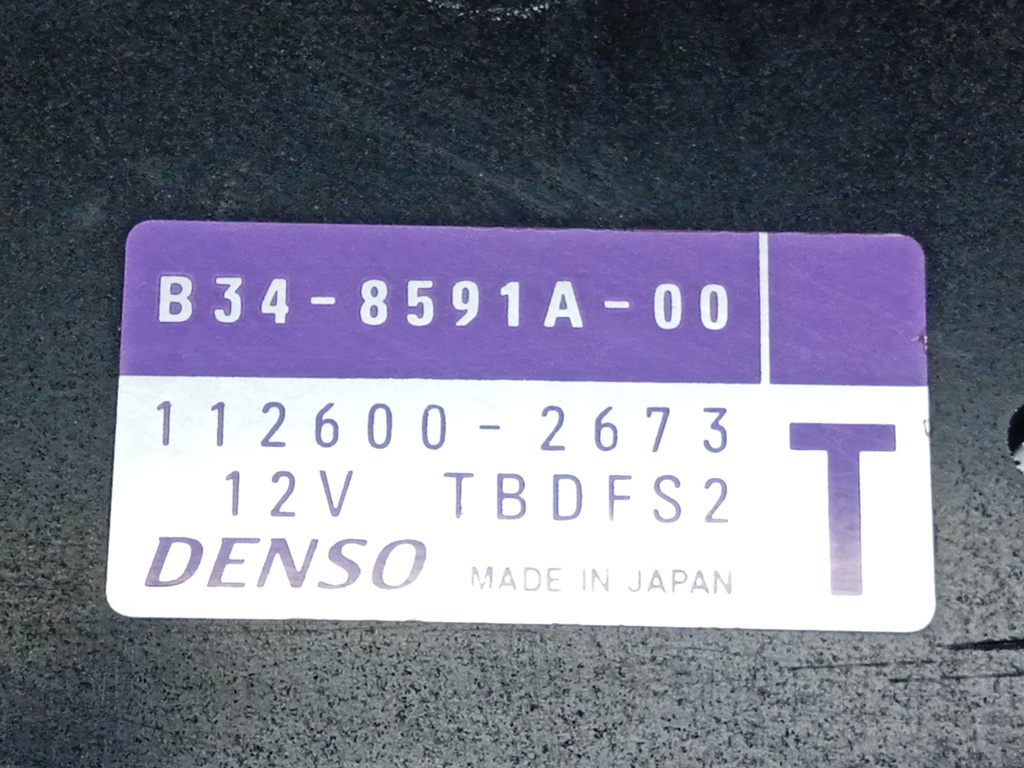 B34-8591A-00
112600-2673
12V TBDFS2
T
DENSO MADE IN JAPAN